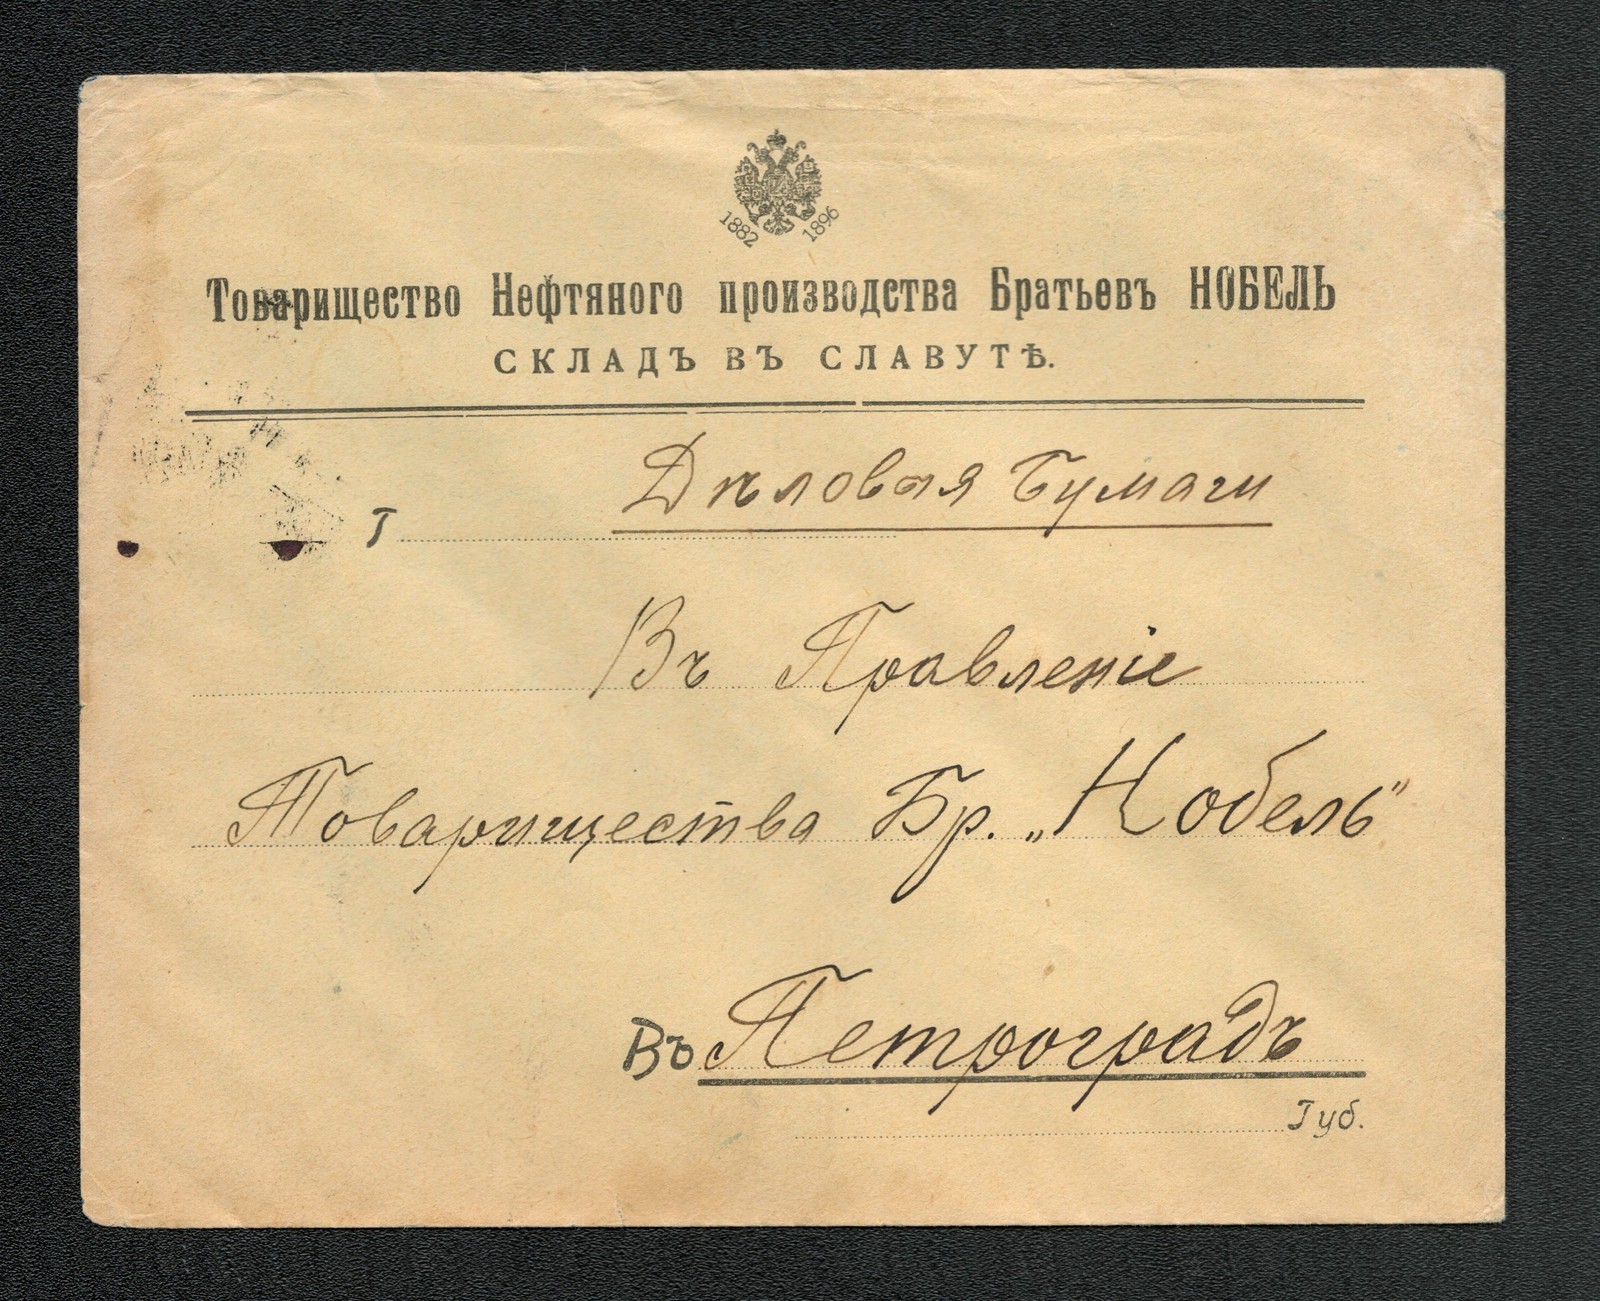 1882 1896
Товарищество Нефтяного производства Братьевъ НОБЕЛЬ
СКЛАДЪ ВЪ СЛАВУТѢ.
Дѣловыя бумаги
Г
Въ Правленіе
Товарищества Бр. „Нобель"
Въ Петроградъ
Губ.